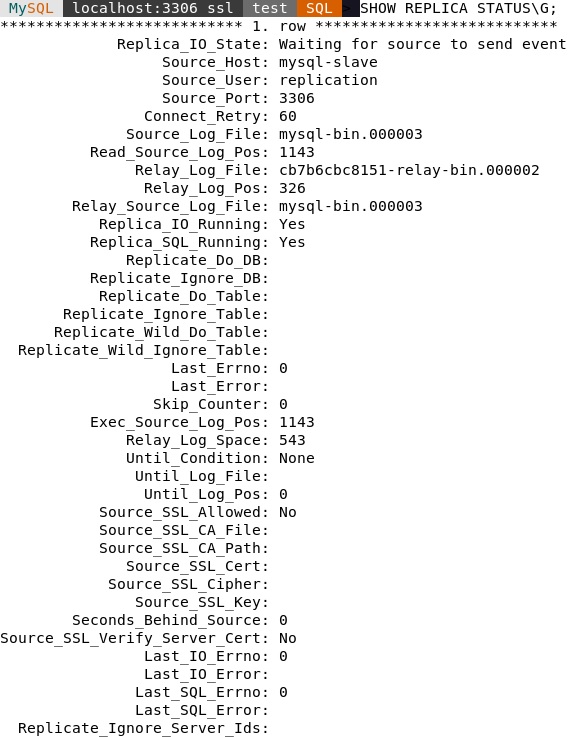 MySQL localhost:3306 ssl test SQL > SHOW REPLICA STATUS\G;
*************************** 1. row ***************************
Replica_IO_State: Waiting for source to send event
Source_Host: mysql-slave
Source_User: replication
Source_Port: 3306
Connect_Retry: 60
Source_Log_File: mysql-bin.000003
Read_Source_Log_Pos: 1143
Relay_Log_File: cb7b6cbc8151-relay-bin.000002
Relay_Log_Pos: 326
Relay_Source_Log_File: mysql-bin.000003
Replica_IO_Running: Yes
Replica_SQL_Running: Yes
Replicate_Do_DB:
Replicate_Ignore_DB:
Replicate_Do_Table:
Replicate_Ignore_Table:
Replicate_Wild_Do_Table:
Replicate_Wild_Ignore_Table:
Last_Errno: 0
Last_Error:
Skip_Counter: 0
Exec_Source_Log_Pos: 1143
Relay_Log_Space: 543
Until_Condition: None
Until_Log_File:
Until_Log_Pos: 0
Source_SSL_Allowed: No
Source_SSL_CA_File:
Source_SSL_CA_Path:
Source_SSL_Cert:
Source_SSL_Cipher:
Source_SSL_Key:
Seconds_Behind_Source: 0
Source_SSL_Verify_Server_Cert: No
Last_IO_Errno: 0
Last_IO_Error:
Last_SQL_Errno: 0
Last_SQL_Error:
Replicate_Ignore_Server_Ids: